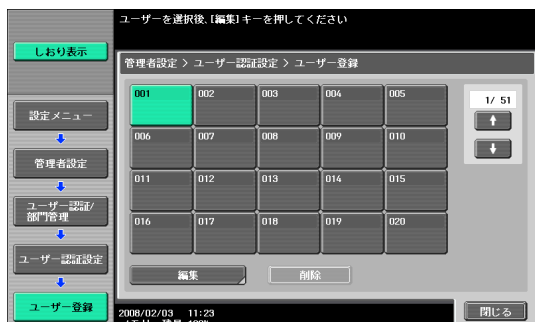 ユーザーを選択後、[編集]キーを押してください
しおり表示
管理者設定 > ユーザー認証設定 > ユーザー登録
設定メニュー
管理者設定
ユーザー認証/
部門管理
ユーザー認証設定
ユーザー登録
001 002 003 004 005
006 007 008 009 010
011 012 013 014 015
016 017 018 019 020
1/ 51
編集 削除
2008/02/03 11:23
閉じる